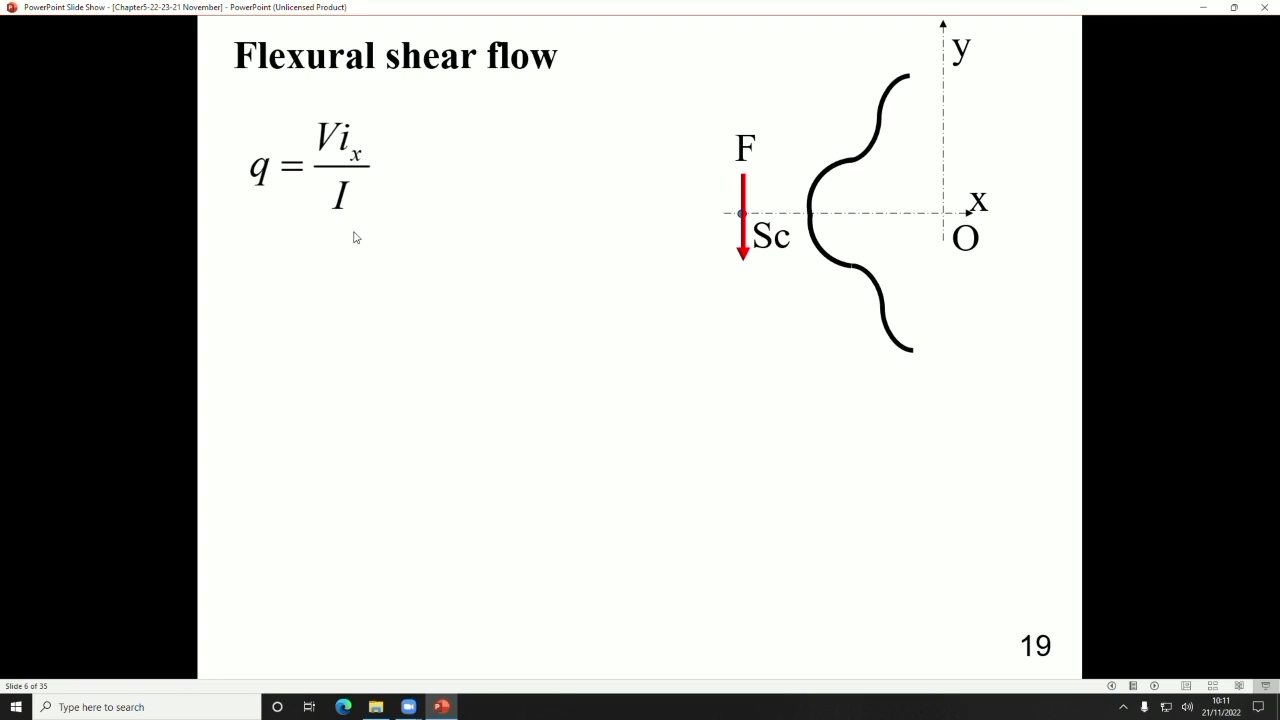 PowerPoint Slide Show - [Chapter5-22-23-21 November] - PowerPoint (Unlicensed Product)
Flexural shear flow
q = Vi_x / I
y
F
x
Sc
O
19
Slide 6 of 35
Type here to search
10:11
21/11/2022